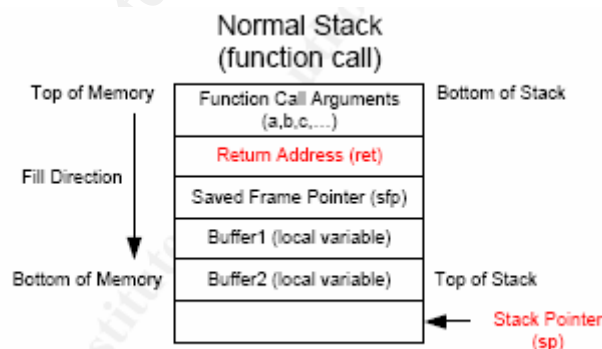 Normal Stack
(function call)
Top of Memory
Function Call Arguments
(a,b,c,...)
Bottom of Stack
Return Address (ret)
Fill Direction
Saved Frame Pointer (sfp)
Buffer1 (local variable)
Bottom of Memory
Buffer2 (local variable)
Top of Stack
Stack Pointer
(sp)